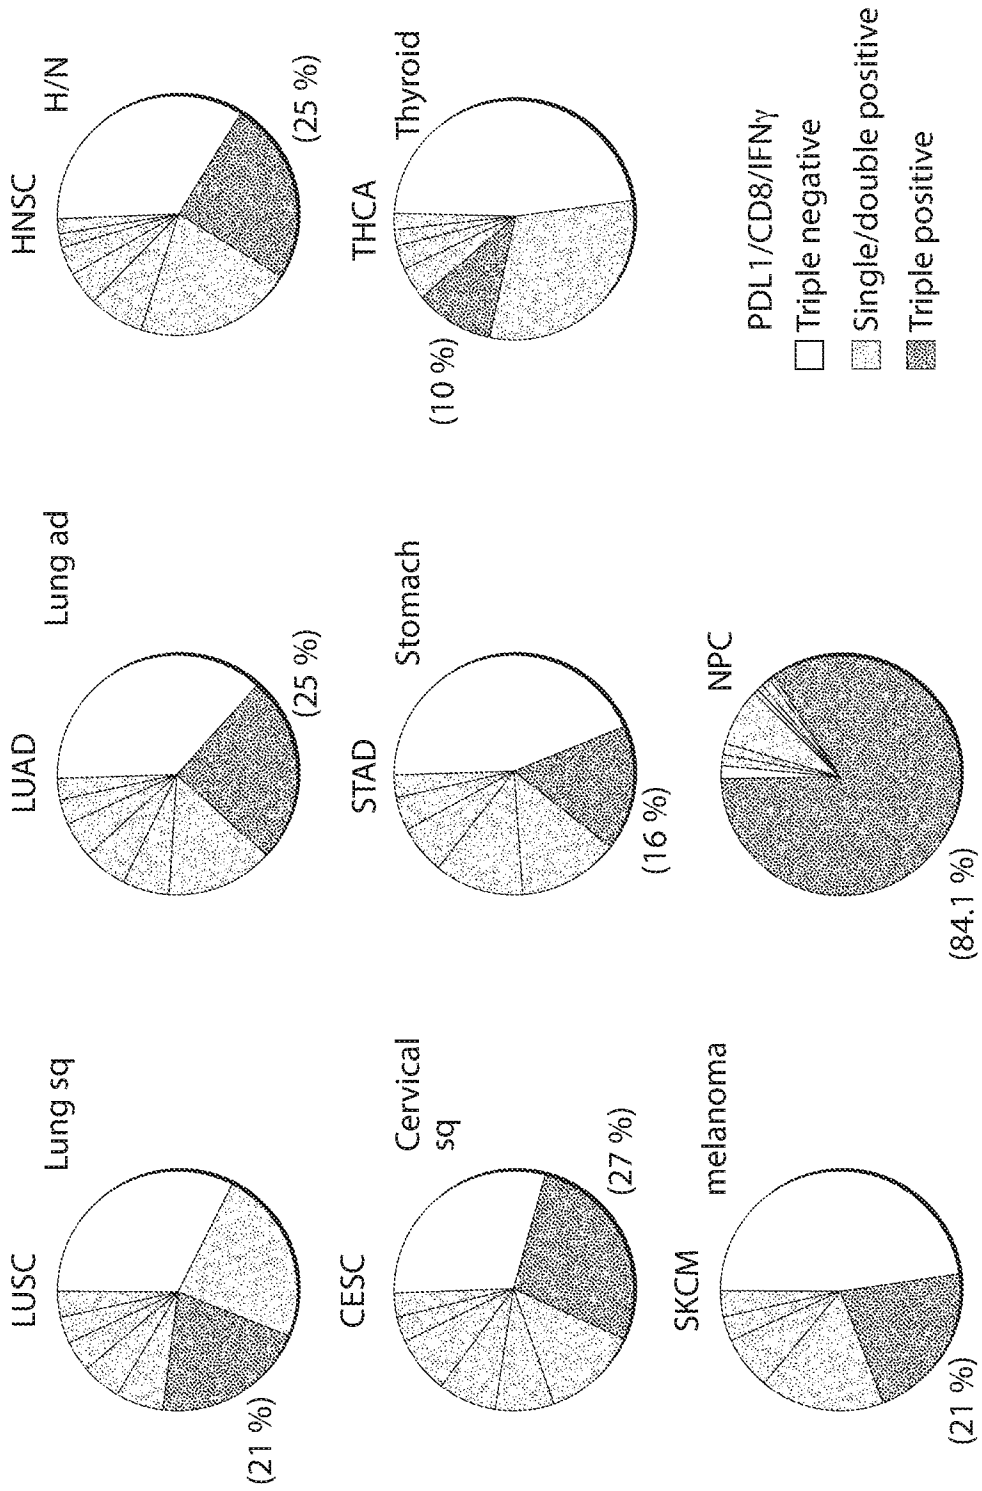 LUSC
Lung sq
(21 %)
LUAD
Lung ad
(25 %)
HNSC
H/N
(25 %)
CESC
Cervical
sq
(27 %)
STAD
Stomach
(16 %)
THCA
Thyroid
(10 %)
SKCM
melanoma
(21 %)
NPC
(84.1 %)
PDL1/CD8/IFNγ
Triple negative
Single/double positive
Triple positive